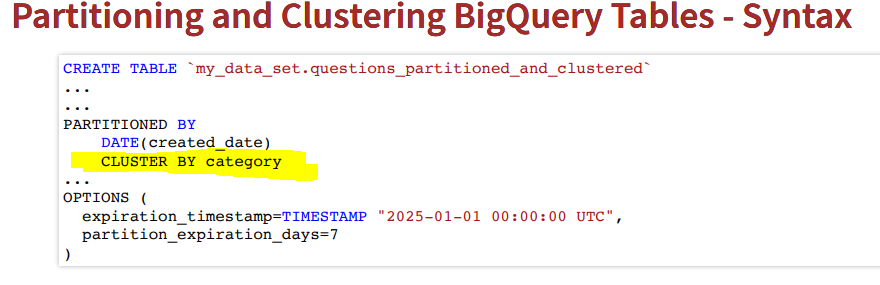 Partitioning and Clustering BigQuery Tables - Syntax
CREATE TABLE `my_data_set.questions_partitioned_and_clustered`
...
...
PARTITIONED BY
DATE(created_date)
CLUSTER BY category
...
OPTIONS (
expiration_timestamp=TIMESTAMP "2025-01-01 00:00:00 UTC",
partition_expiration_days=7
)